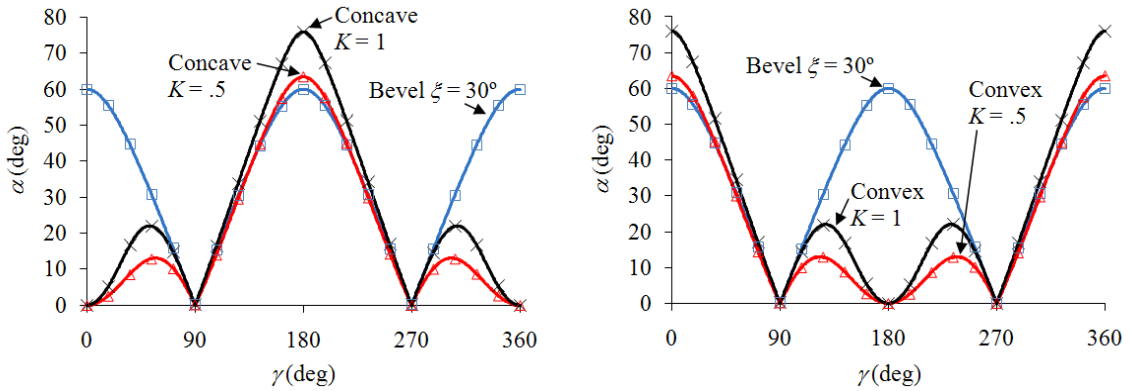 80
70
60
50
40
30
20
10
0
α (deg)
Concave
K = 1
Concave
K = .5
Bevel ξ = 30º
0 90 180 270 360
γ (deg)
80
70
60
50
40
30
20
10
0
α (deg)
Bevel ξ = 30º
Convex
K = .5
Convex
K = 1
0 90 180 270 360
γ (deg)